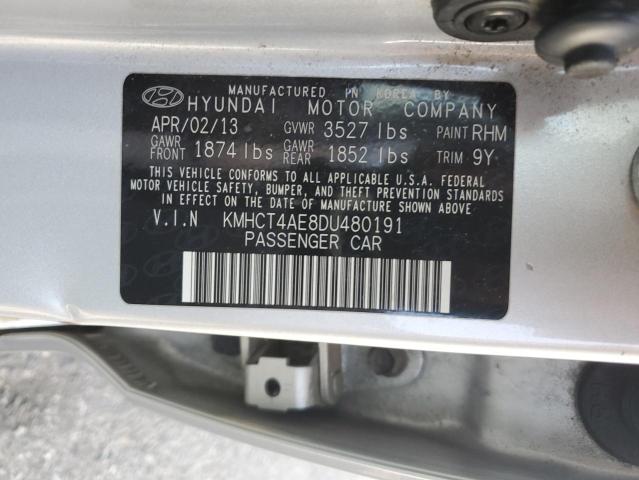 MANUFACTURED IN KOREA BY
HYUNDAI MOTOR COMPANY
APR/02/13 GVWR 3527 lbs PAINT RHM
GAWR FRONT 1874 lbs GAWR REAR 1852 lbs TRIM 9Y
THIS VEHICLE CONFORMS TO ALL APPLICABLE U.S.A. FEDERAL
MOTOR VEHICLE SAFETY, BUMPER, AND THEFT PREVENTION STANDARDS
IN EFFECT ON THE DATE OF MANUFACTURE SHOWN ABOVE.
V.I.N KMHCT4AE8DU480191
PASSENGER CAR